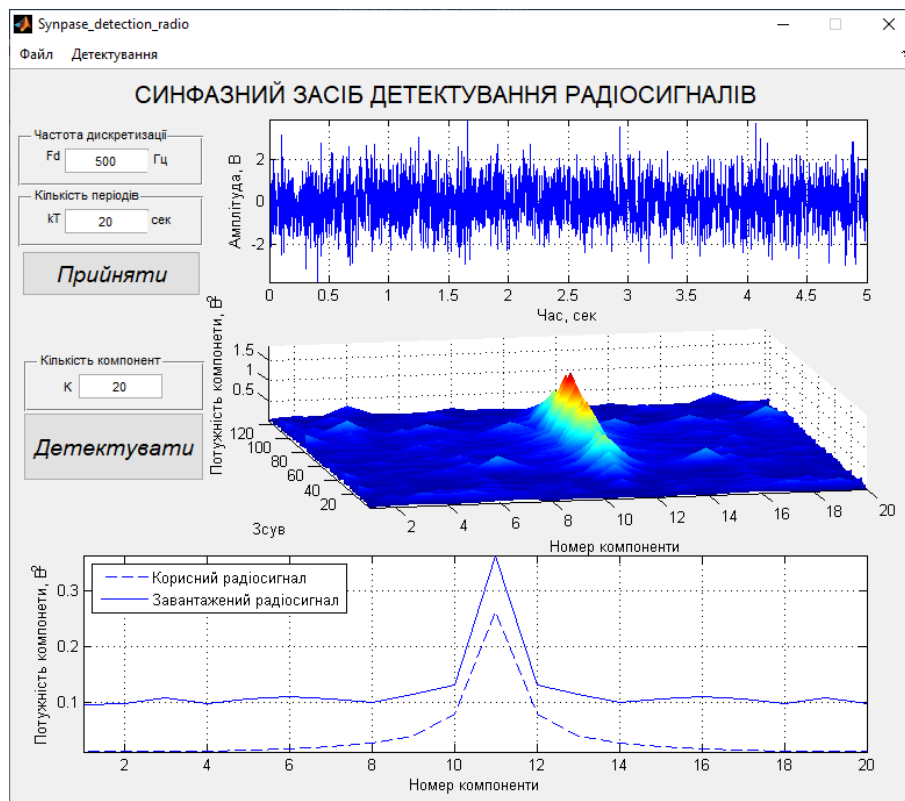 Synpase_detection_radio
Файл Детектування
СИНФАЗНИЙ ЗАСІБ ДЕТЕКТУВАННЯ РАДІОСИГНАЛІВ
Частота дискретизації
Fd 500 Гц
Кількість періодів
kT 20 сек
Прийняти
Кількість компонент
K 20
Детектувати
Амплітуда, В
2
0
-2
0 0.5 1 1.5 2 2.5 3 3.5 4 4.5 5
Час, сек
Потужність компонети, В²
1.5
1
0.5
120
100
80
60
40
20
Зсув
2 4 6 8 10 12 14 16 18 20
Номер компоненти
Потужність компонети, В²
0.3
0.2
0.1
Корисний радіосигнал
Завантажений радіосигнал
2 4 6 8 10 12 14 16 18 20
Номер компоненти